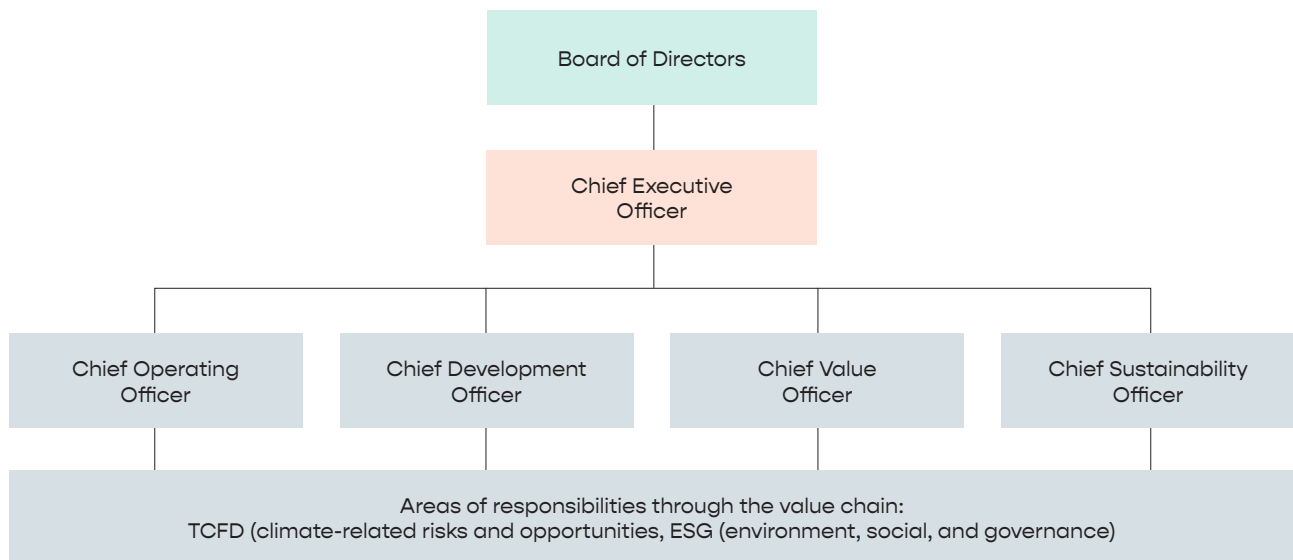 Board of Directors
Chief Executive
Officer
Chief Operating
Officer
Chief Development
Officer
Chief Value
Officer
Chief Sustainability
Officer
Areas of responsibilities through the value chain:
TCFD (climate-related risks and opportunities, ESG (environment, social, and governance)